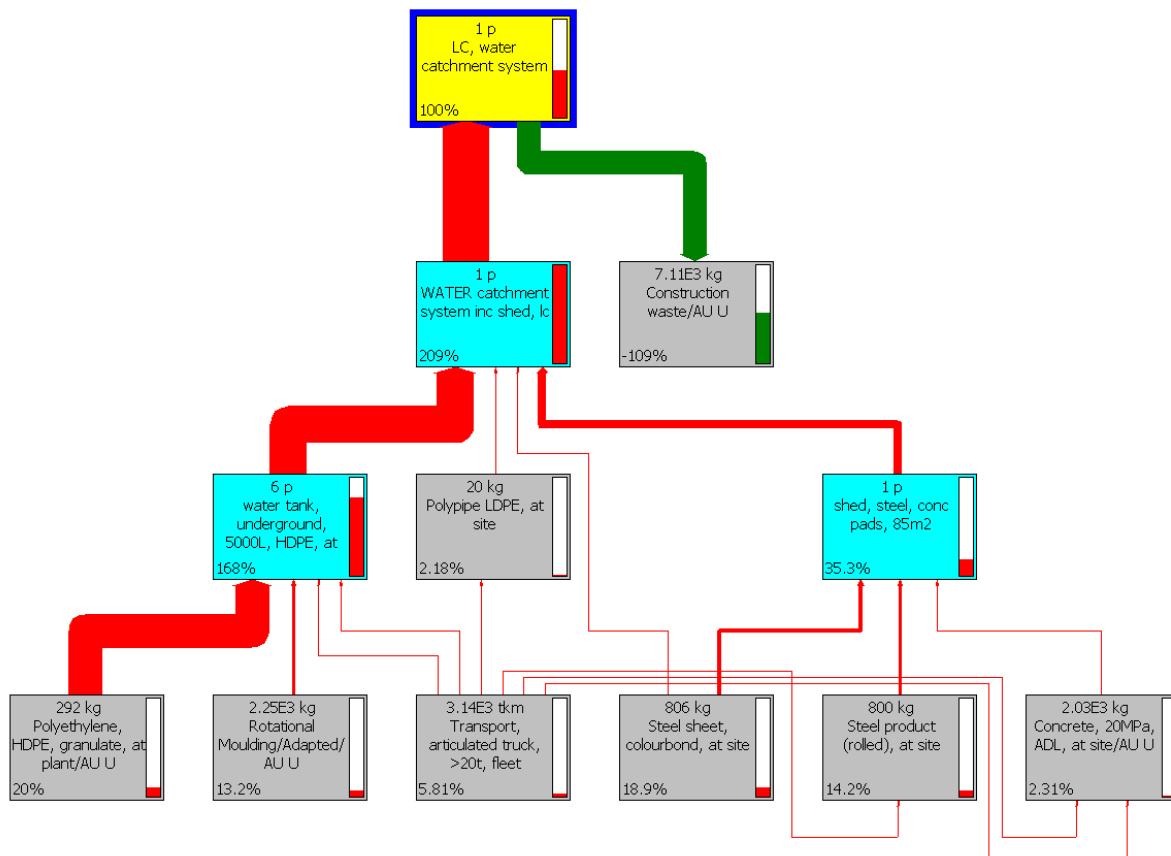 1 p
LC, water
catchment system
100%
1 p
WATER catchment
system inc shed, lc
209%
7.11E3 kg
Construction
waste/AU U
-109%
6 p
water tank,
underground,
5000L, HDPE, at
168%
20 kg
Polypipe LDPE, at
site
2.18%
1 p
shed, steel, conc
pads, 85m2
35.3%
292 kg
Polyethylene,
HDPE, granulate, at
plant/AU U
20%
2.25E3 kg
Rotational
Moulding/Adapted/
AU U
13.2%
3.14E3 tkm
Transport,
articulated truck,
>20t, fleet
5.81%
806 kg
Steel sheet,
colourbond, at site
18.9%
800 kg
Steel product
(rolled), at site
14.2%
2.03E3 kg
Concrete, 20MPa,
ADL, at site/AU U
2.31%